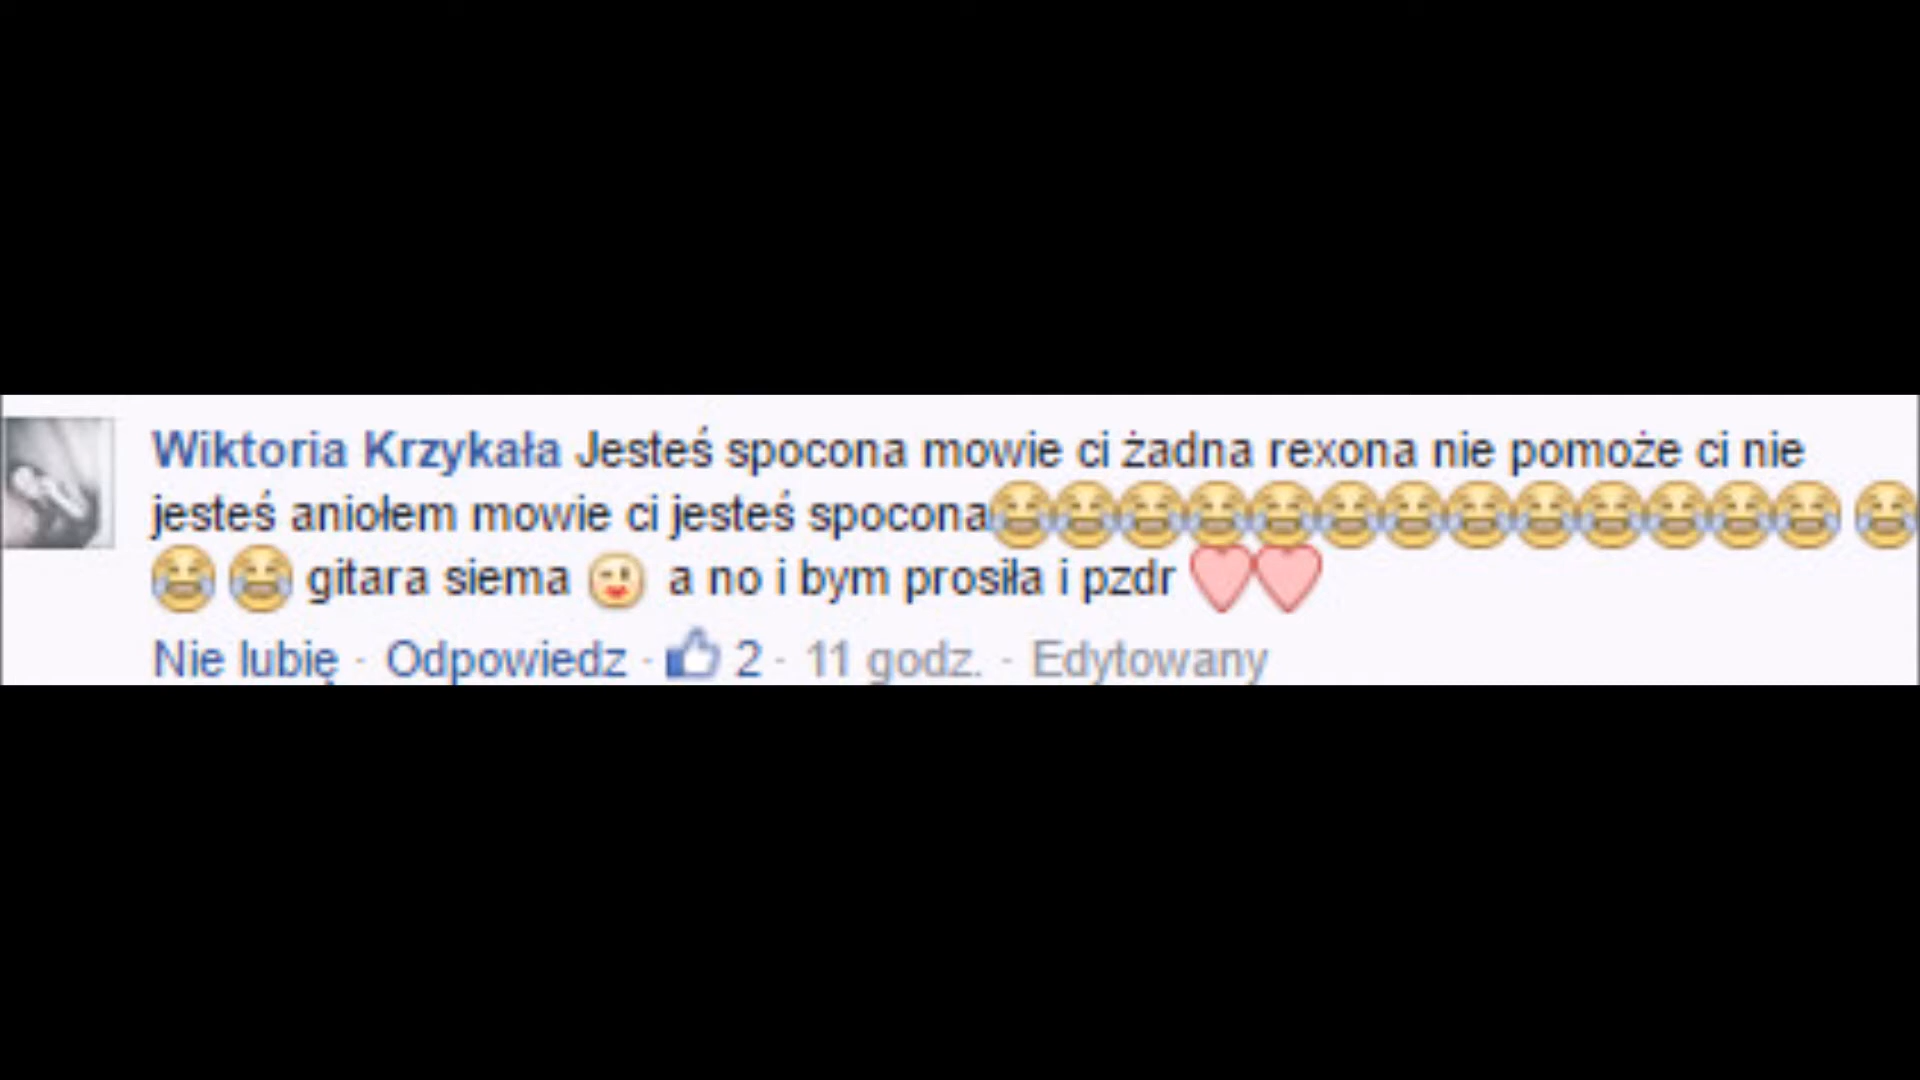 Wiktoria Krzykała Jesteś spocona mowie ci żadna rexona nie pomoże ci nie
jesteś aniołem mowie ci jesteś spocona😂😂😂😂😂😂😂😂😂😂😂😂😂 😂
😂 😂 gitara siema 😘 a no i bym prosiła i pzdr ❤❤
Nie lubię · Odpowiedz · 👍 2 · 11 godz. · Edytowany